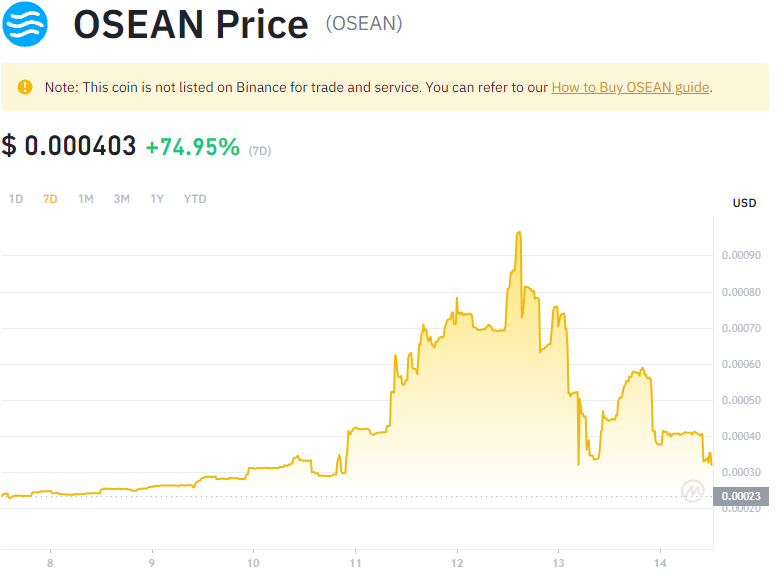 OSEAN Price (OSEAN)
Note: This coin is not listed on Binance for trade and service. You can refer to our How to Buy OSEAN guide.
$ 0.000403 +74.95% (7D)
1D 7D 1M 3M 1Y YTD
USD
0.00090
0.00080
0.00070
0.00060
0.00050
0.00040
0.00030
0.00023
0.00020
8 9 10 11 12 13 14